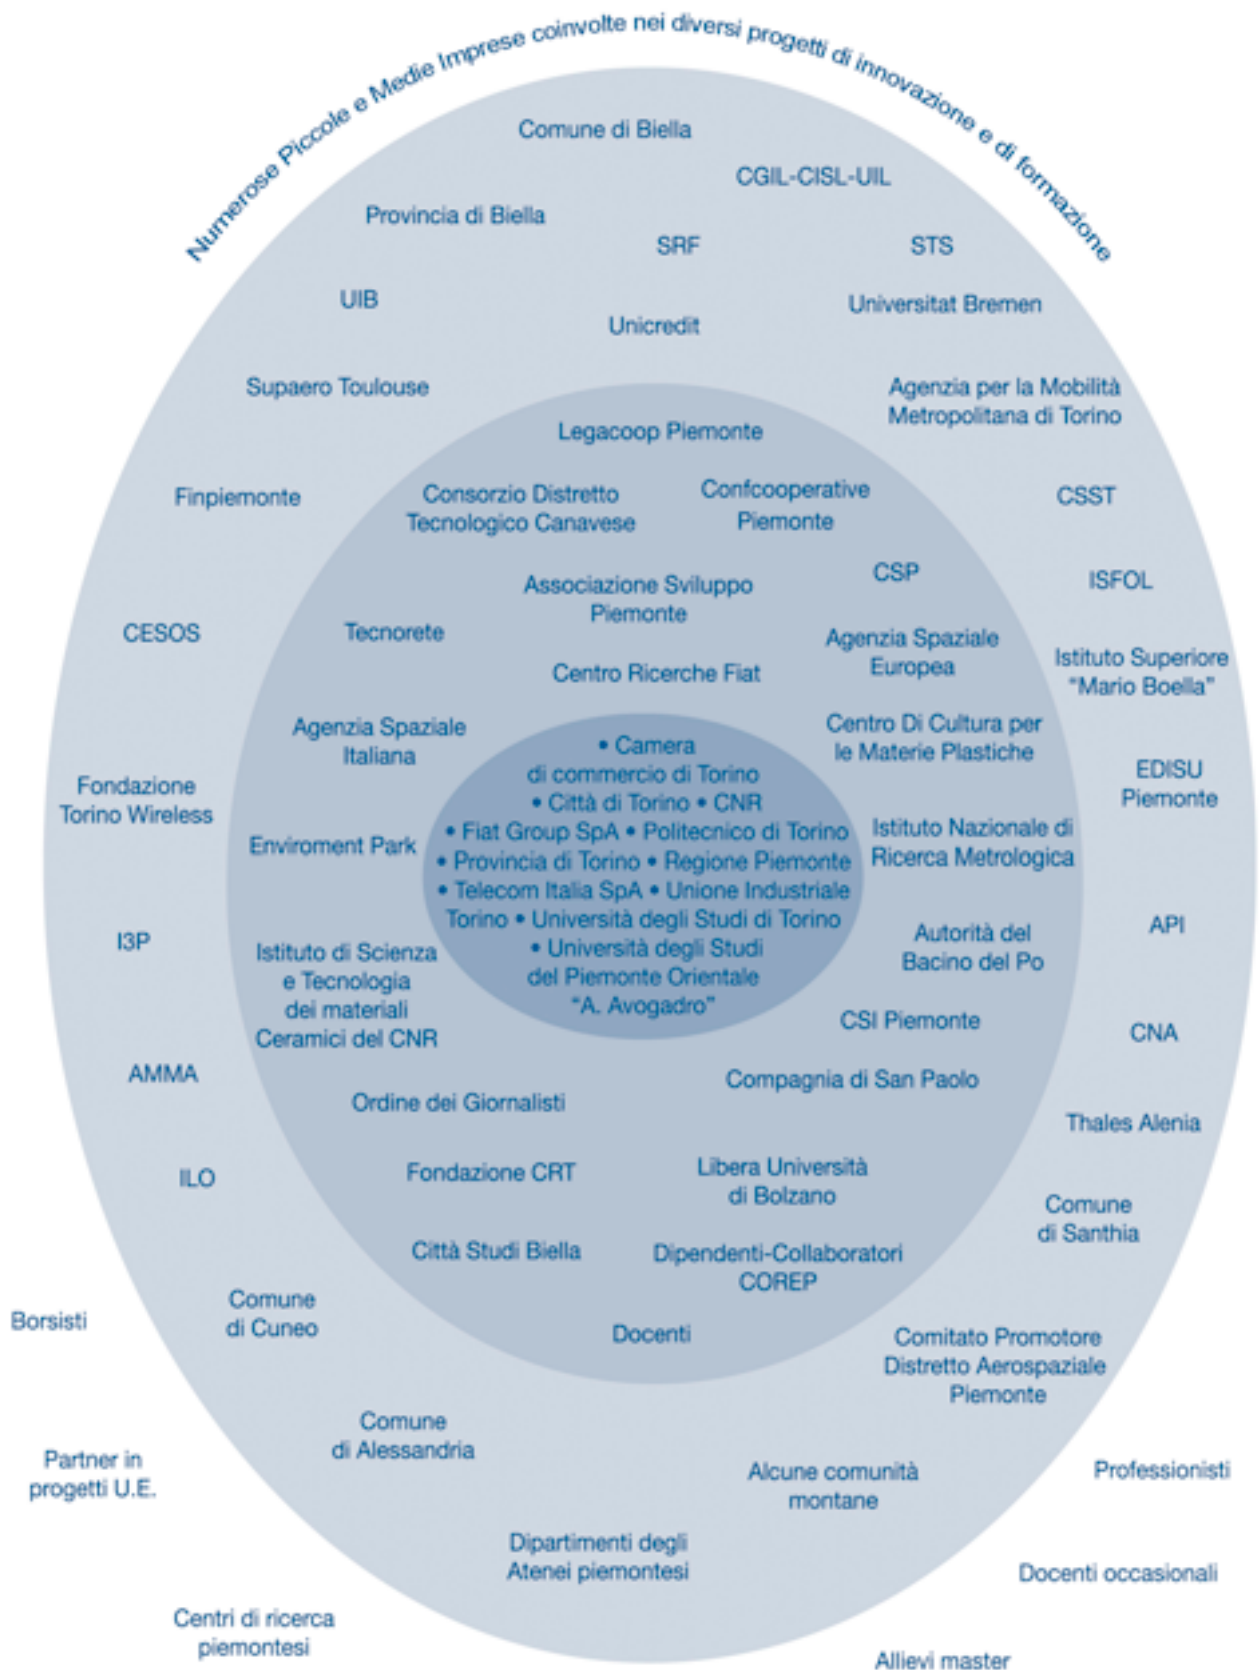 Numerose Piccole e Medie Imprese coinvolte nei diversi progetti di innovazione e di formazione
Comune di Biella
CGIL-CISL-UIL
Provincia di Biella
SRF
STS
UIB
Universitat Bremen
Unicredit
Supaero Toulouse
Agenzia per la Mobilità
Metropolitana di Torino
Legacoop Piemonte
Finpiemonte
Consorzio Distretto
Tecnologico Canavese
Confcooperative
Piemonte
CSST
CSP
ISFOL
Associazione Sviluppo
Piemonte
CESOS
Tecnorete
Agenzia Spaziale
Europea
Istituto Superiore
“Mario Boella”
Centro Ricerche Fiat
Agenzia Spaziale
Italiana
Centro Di Cultura per
le Materie Plastiche
• Camera
di commercio di Torino
• Città di Torino • CNR
• Fiat Group SpA • Politecnico di Torino
• Provincia di Torino • Regione Piemonte
• Telecom Italia SpA • Unione Industriale
Torino • Università degli Studi di Torino
• Università degli Studi
del Piemonte Orientale
“A. Avogadro”
EDISU
Piemonte
Fondazione
Torino Wireless
Enviroment Park
Istituto Nazionale di
Ricerca Metrologica
I3P
Istituto di Scienza
e Tecnologia
dei materiali
Ceramici del CNR
Autorità del
Bacino del Po
API
CSI Piemonte
CNA
AMMA
Compagnia di San Paolo
Ordine dei Giornalisti
Thales Alenia
ILO
Fondazione CRT
Libera Università
di Bolzano
Comune
di Santhia
Città Studi Biella
Dipendenti-Collaboratori
COREP
Borsisti
Comune
di Cuneo
Docenti
Comitato Promotore
Distretto Aerospaziale
Piemonte
Comune
di Alessandria
Partner in
progetti U.E.
Alcune comunità
montane
Professionisti
Dipartimenti degli
Atenei piemontesi
Docenti occasionali
Centri di ricerca
piemontesi
Allievi master